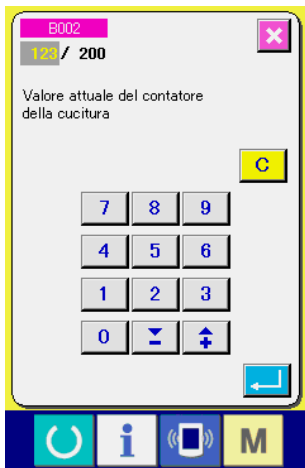 B002
123/ 200
Valore attuale del contatore
della cucitura
C
7 8 9
4 5 6
1 2 3
0
i M